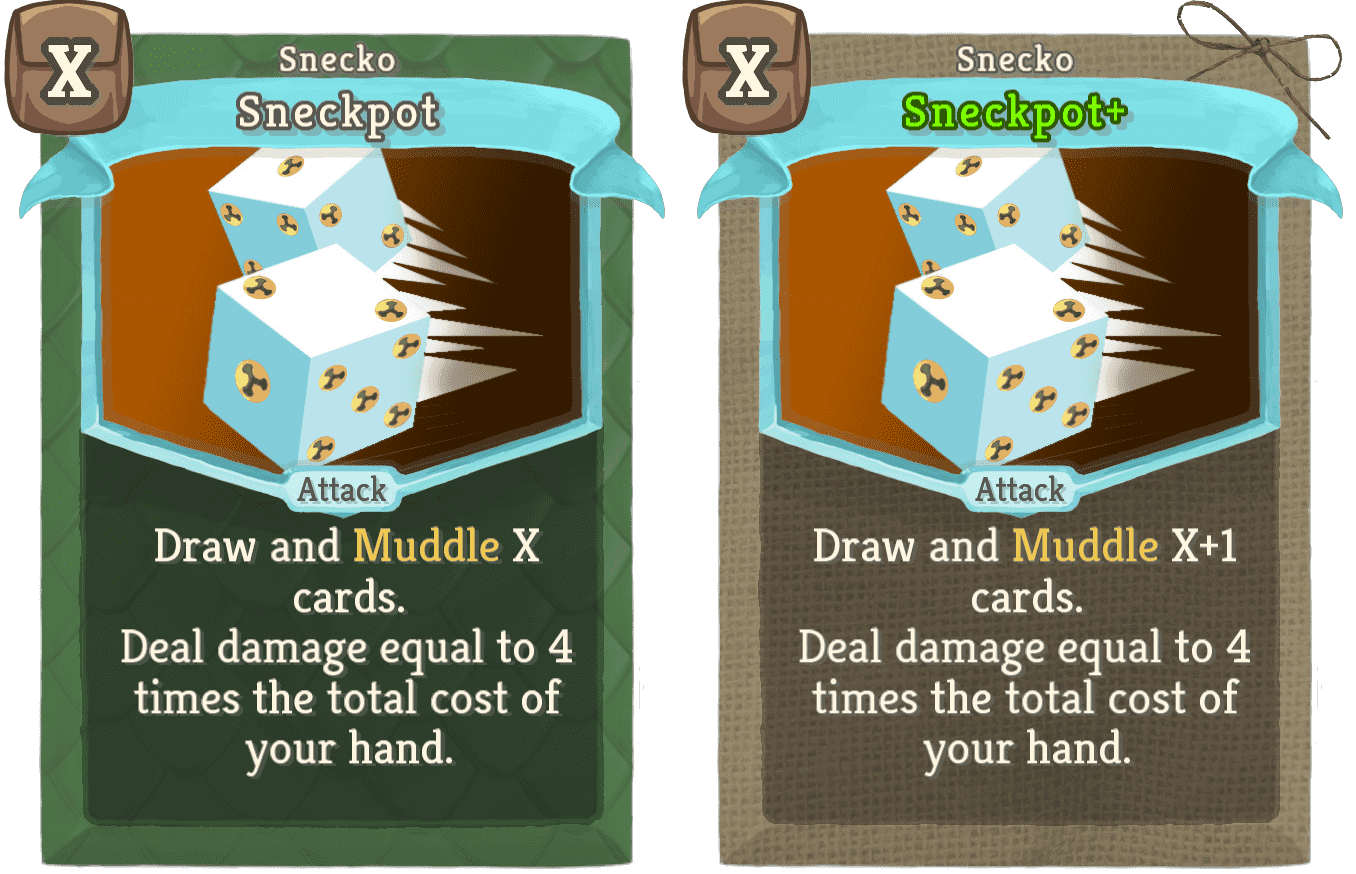 X
Snecko
Sneckpot
Attack
Draw and Muddle X
cards.
Deal damage equal to 4
times the total cost of
your hand.
X
Snecko
Sneckpot+
Attack
Draw and Muddle X+1
cards.
Deal damage equal to 4
times the total cost of
your hand.